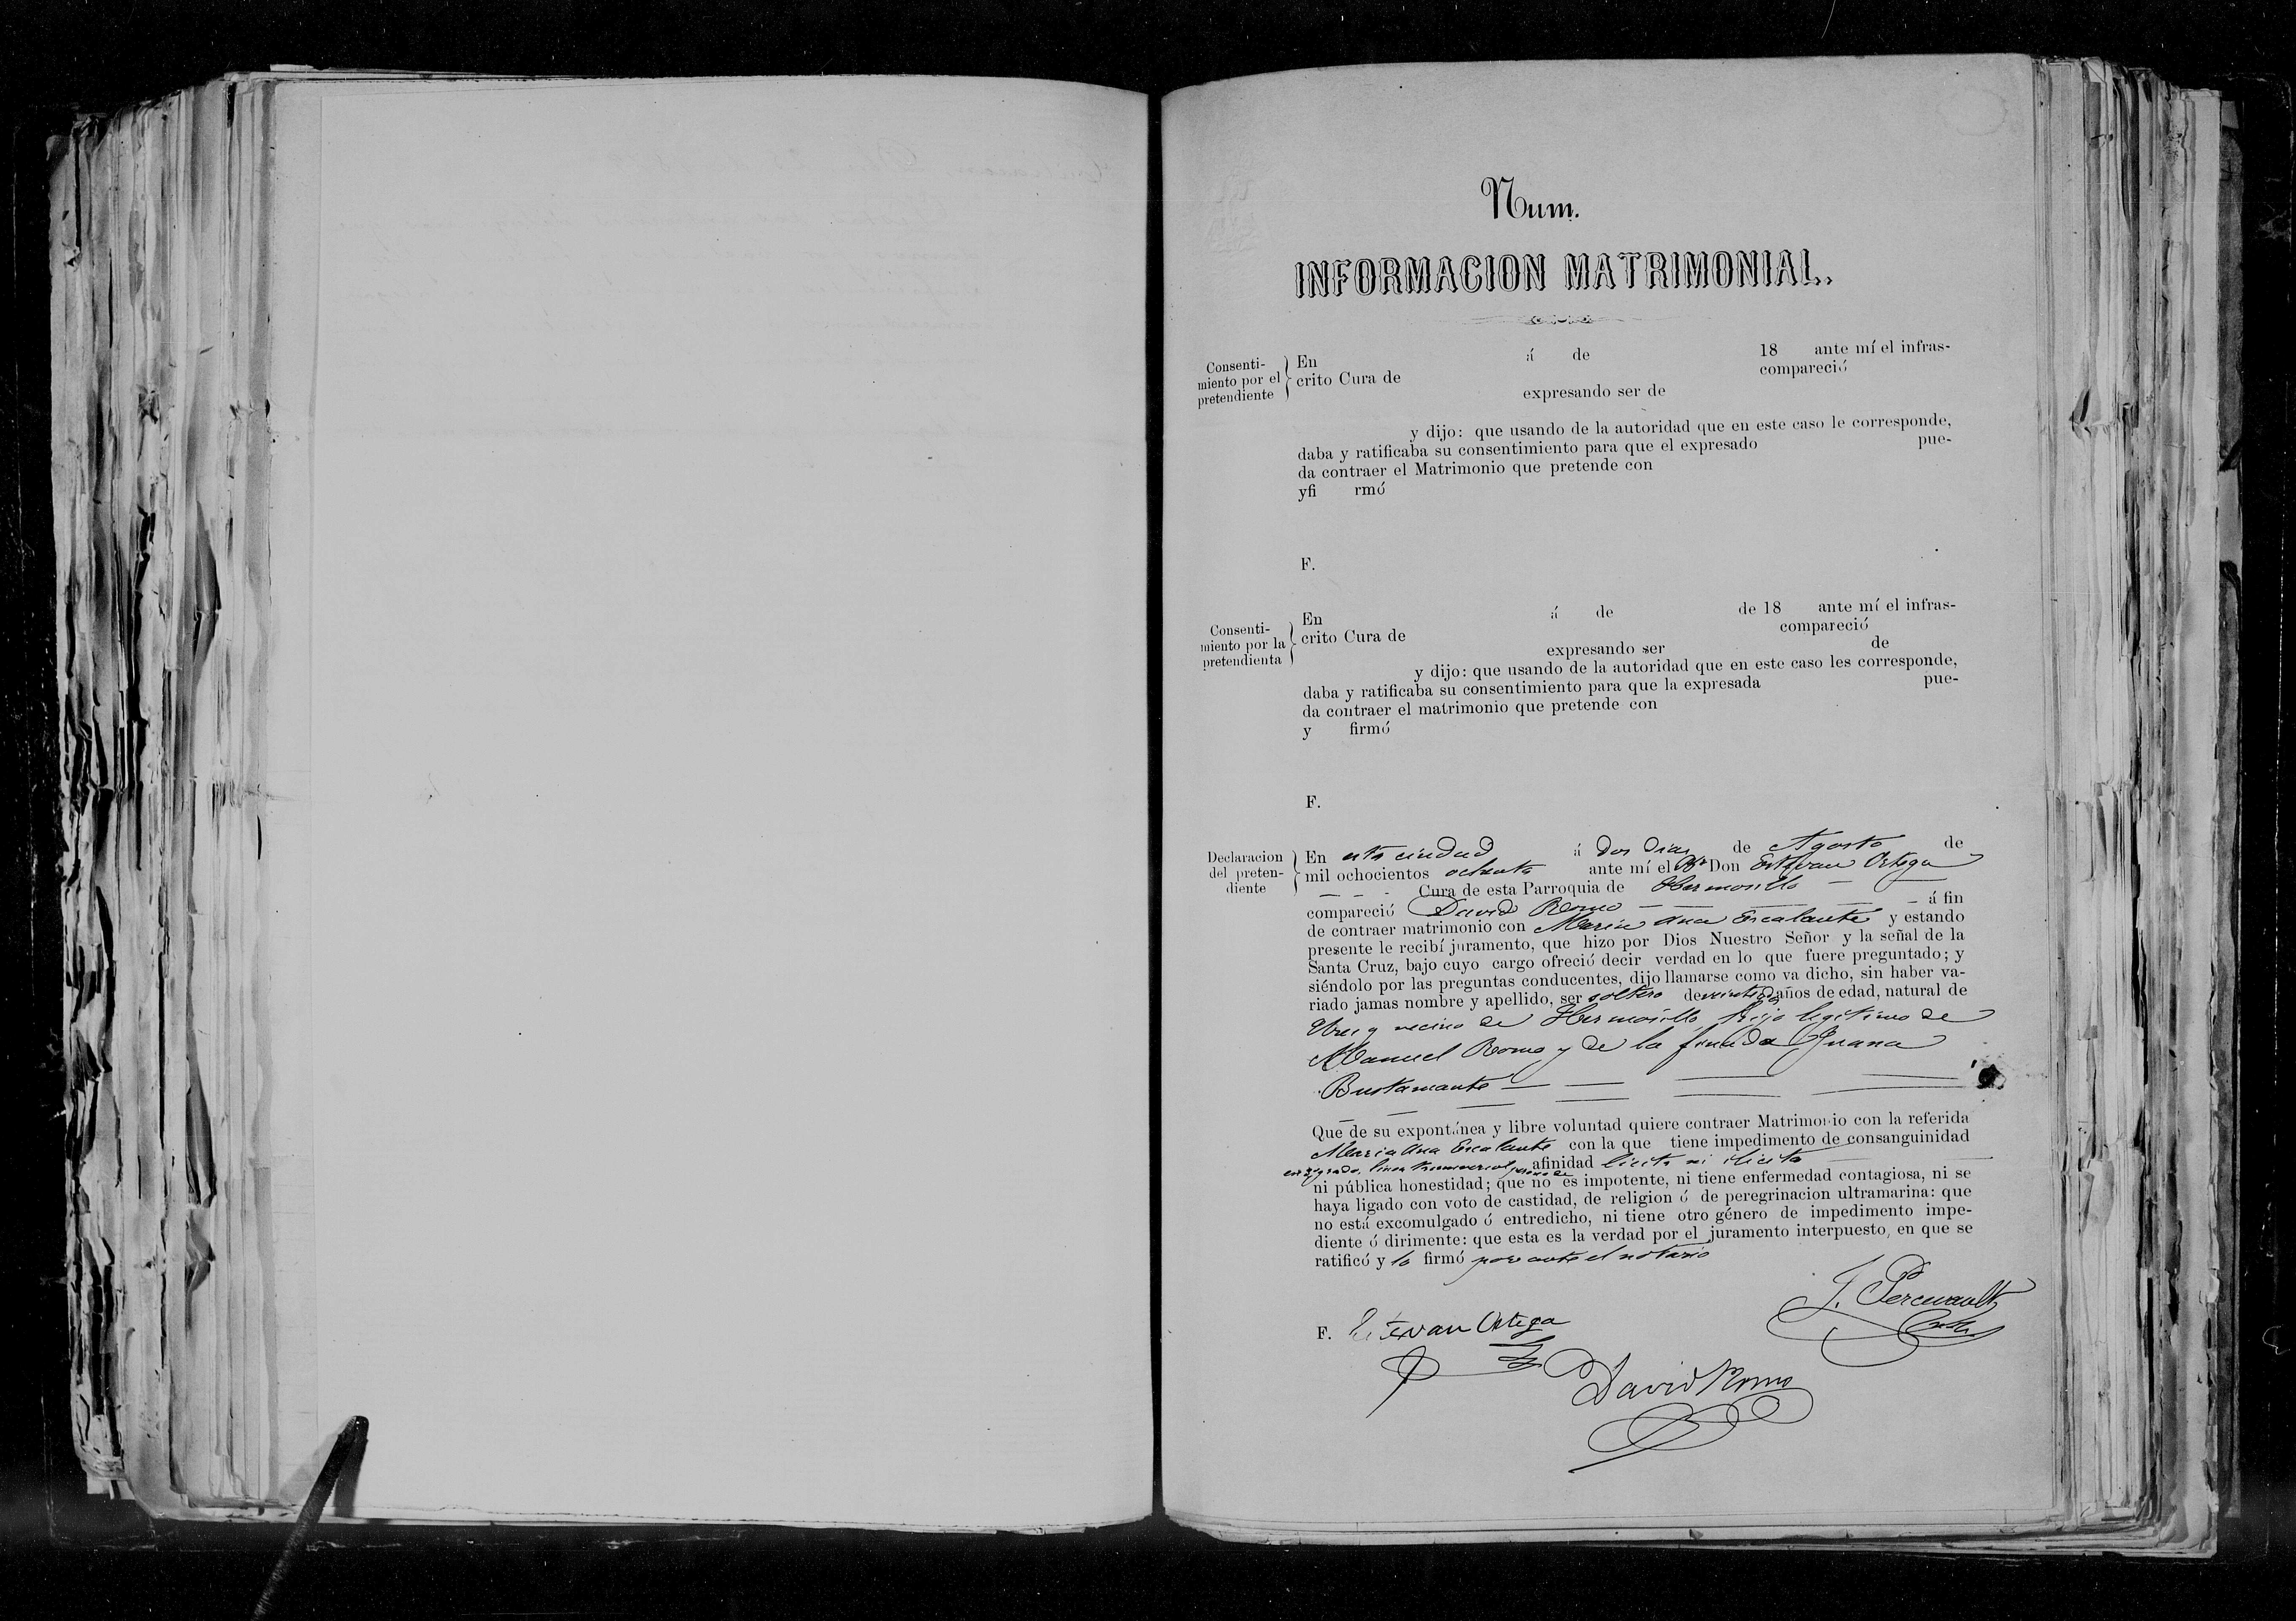 Num.
INFORMACION MATRIMONIAL.
Consenti-
miento por el
pretendiente
En á de 18 ante mí el infras-
crito Cura de compareció
expresando ser de
y dijo: que usando de la autoridad que en este caso le corresponde,
daba y ratificaba su consentimiento para que el expresado pue-
da contraer el Matrimonio que pretende con
yfi rmó
F.
Consenti-
miento por la
pretendienta
En á de de 18 ante mí el infras-
crito Cura de compareció
expresando ser de
y dijo: que usando de la autoridad que en este caso les corresponde,
daba y ratificaba su consentimiento para que la expresada pue-
da contraer el matrimonio que pretende con
y firmó
F.
Declaracion
del preten-
diente
En esta ciudad á dos dias de Agosto de
mil ochocientos ochenta ante mí el Don Estevan Ortega
Cura de esta Parroquia de Hermosillo
compareció David Romo á fin
de contraer matrimonio con Maria Ana Escalante y estando
presente le recibí juramento, que hizo por Dios Nuestro Señor y la señal de la
Santa Cruz, bajo cuyo cargo ofreció decir verdad en lo que fuere preguntado; y
siéndolo por las preguntas conducentes, dijo llamarse como va dicho, sin haber va-
riado jamas nombre y apellido, ser soltero de años de edad, natural de
Ures y vecino de Hermosillo, hijo legitimo de
Manuel Romo y de la finada Juana
Bustamante
Que de su expontánea y libre voluntad quiere contraer Matrimonio con la referida
Maria Ana Escalante con la que tiene impedimento de consanguinidad
grado, linea transversal, pero no de afinidad licita ni ilicita
ni pública honestidad; que no es impotente, ni tiene enfermedad contagiosa, ni se
haya ligado con voto de castidad, de religion ó de peregrinacion ultramarina: que
no está excomulgado ó entredicho, ni tiene otro género de impedimento impe-
diente ó dirimente: que esta es la verdad por el juramento interpuesto, en que se
ratificó y lo firmó por ante el notario
J. Perevault
F. Estevan Ortega
David Romo